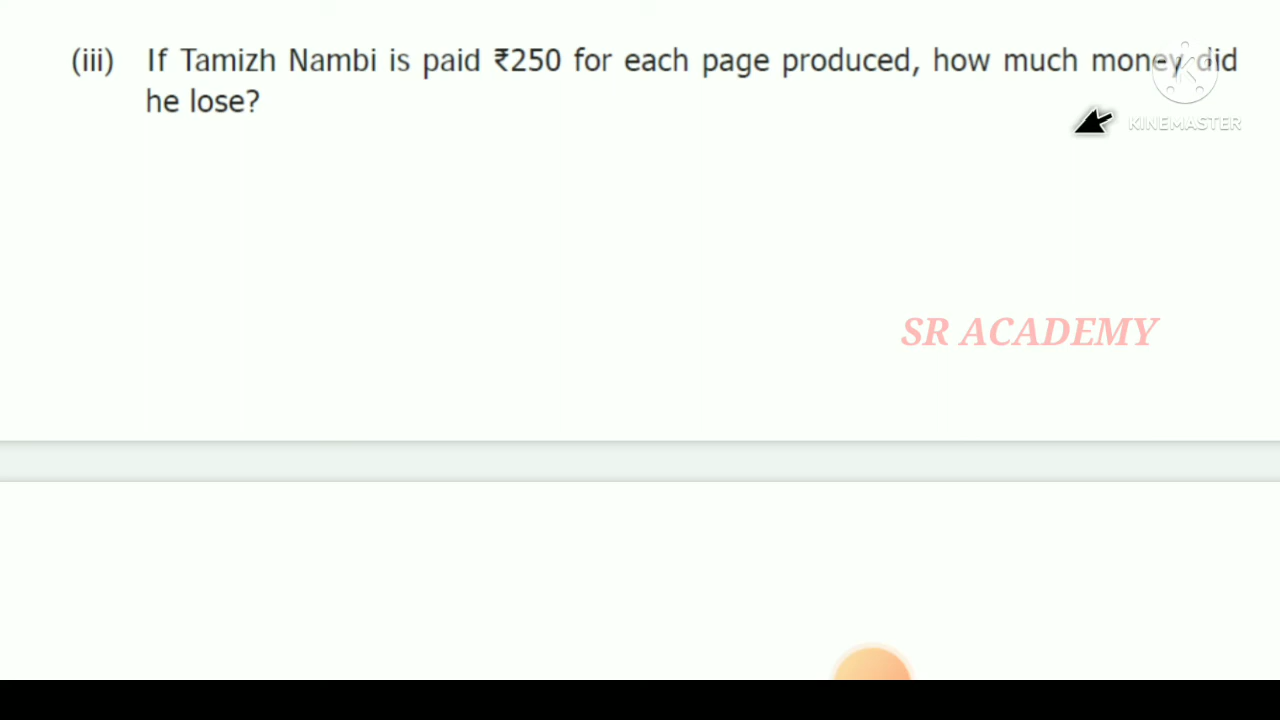 (iii) If Tamizh Nambi is paid ₹250 for each page produced, how much money did
he lose?
KINEMASTER
SR ACADEMY